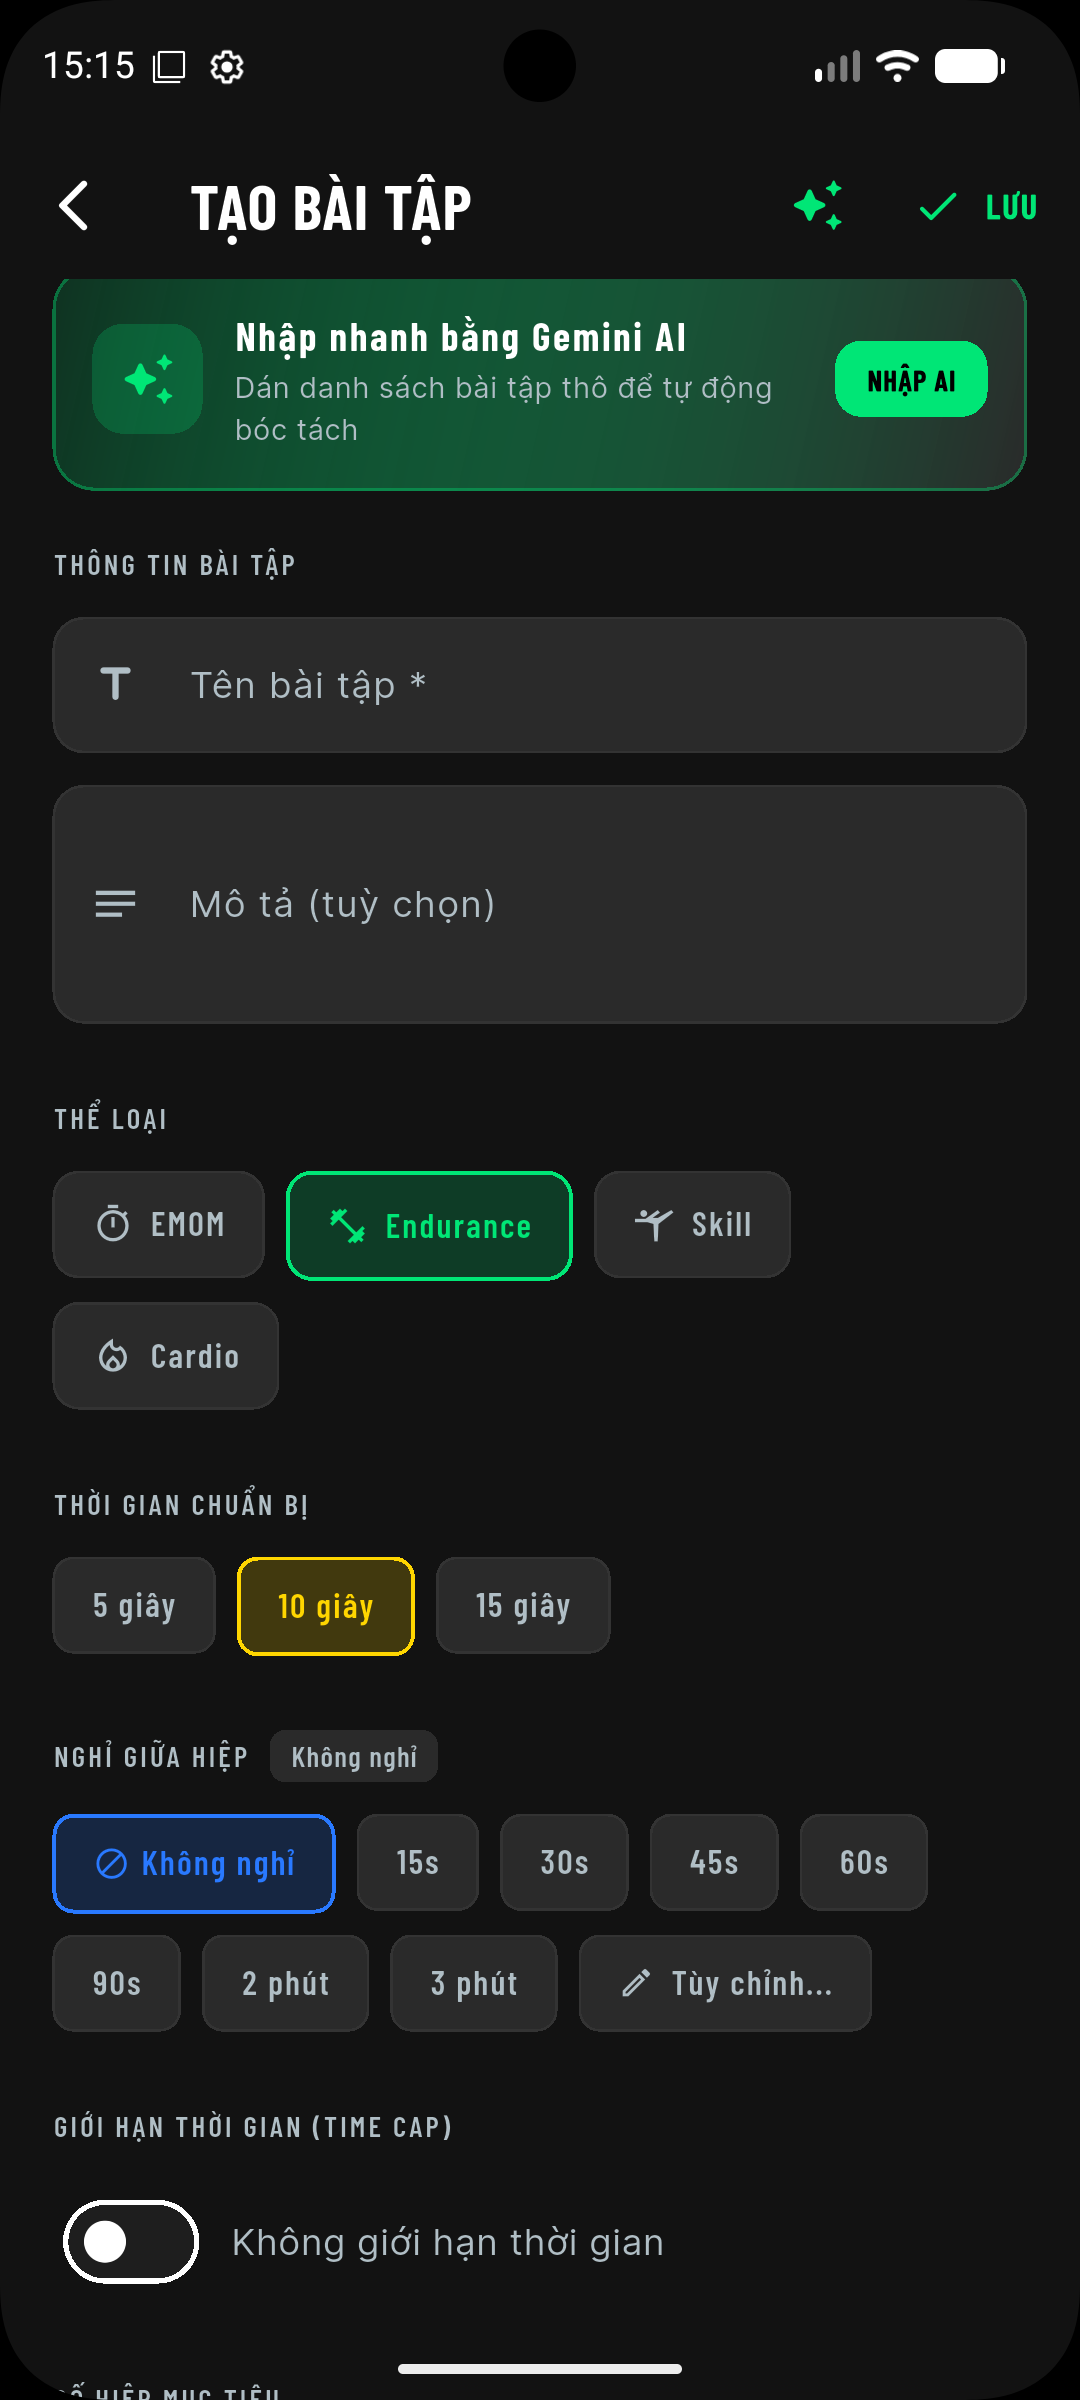 15:15
TẠO BÀI TẬP
LƯU
Nhập nhanh bằng Gemini AI
Dán danh sách bài tập thô để tự động
bóc tách
NHẬP AI
THÔNG TIN BÀI TẬP
Tên bài tập *
Mô tả (tuỳ chọn)
THỂ LOẠI
EMOM
Endurance
Skill
Cardio
THỜI GIAN CHUẨN BỊ
5 giây
10 giây
15 giây
NGHỈ GIỮA HIỆP
Không nghỉ
Không nghỉ
15s
30s
45s
60s
90s
2 phút
3 phút
Tùy chỉnh...
GIỚI HẠN THỜI GIAN (TIME CAP)
Không giới hạn thời gian
SỐ HIỆP MỤC TIÊU